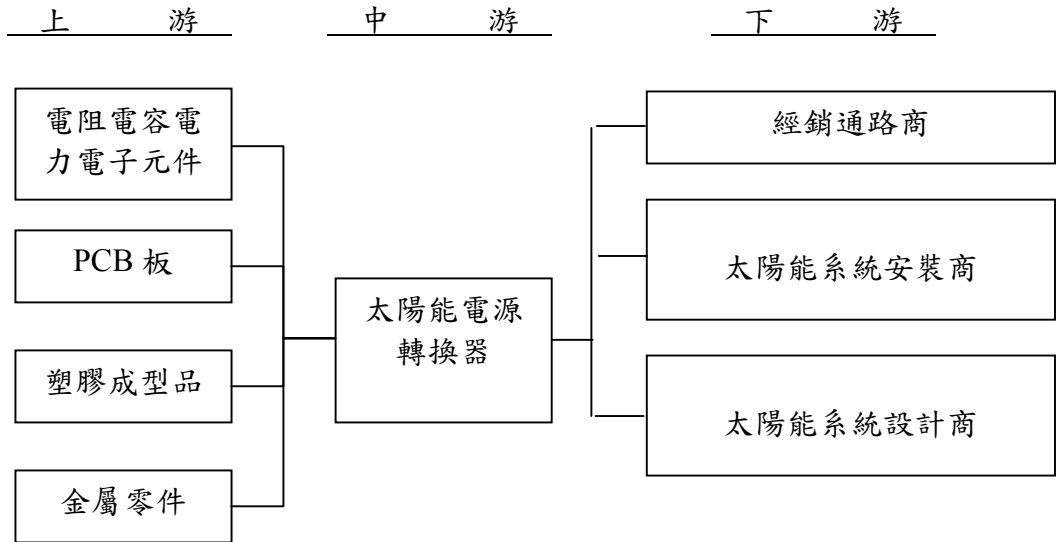 上游 中游 下游
電阻電容電
力電子元件
PCB 板
塑膠成型品
金屬零件
太陽能電源
轉換器
經銷通路商
太陽能系統安裝商
太陽能系統設計商